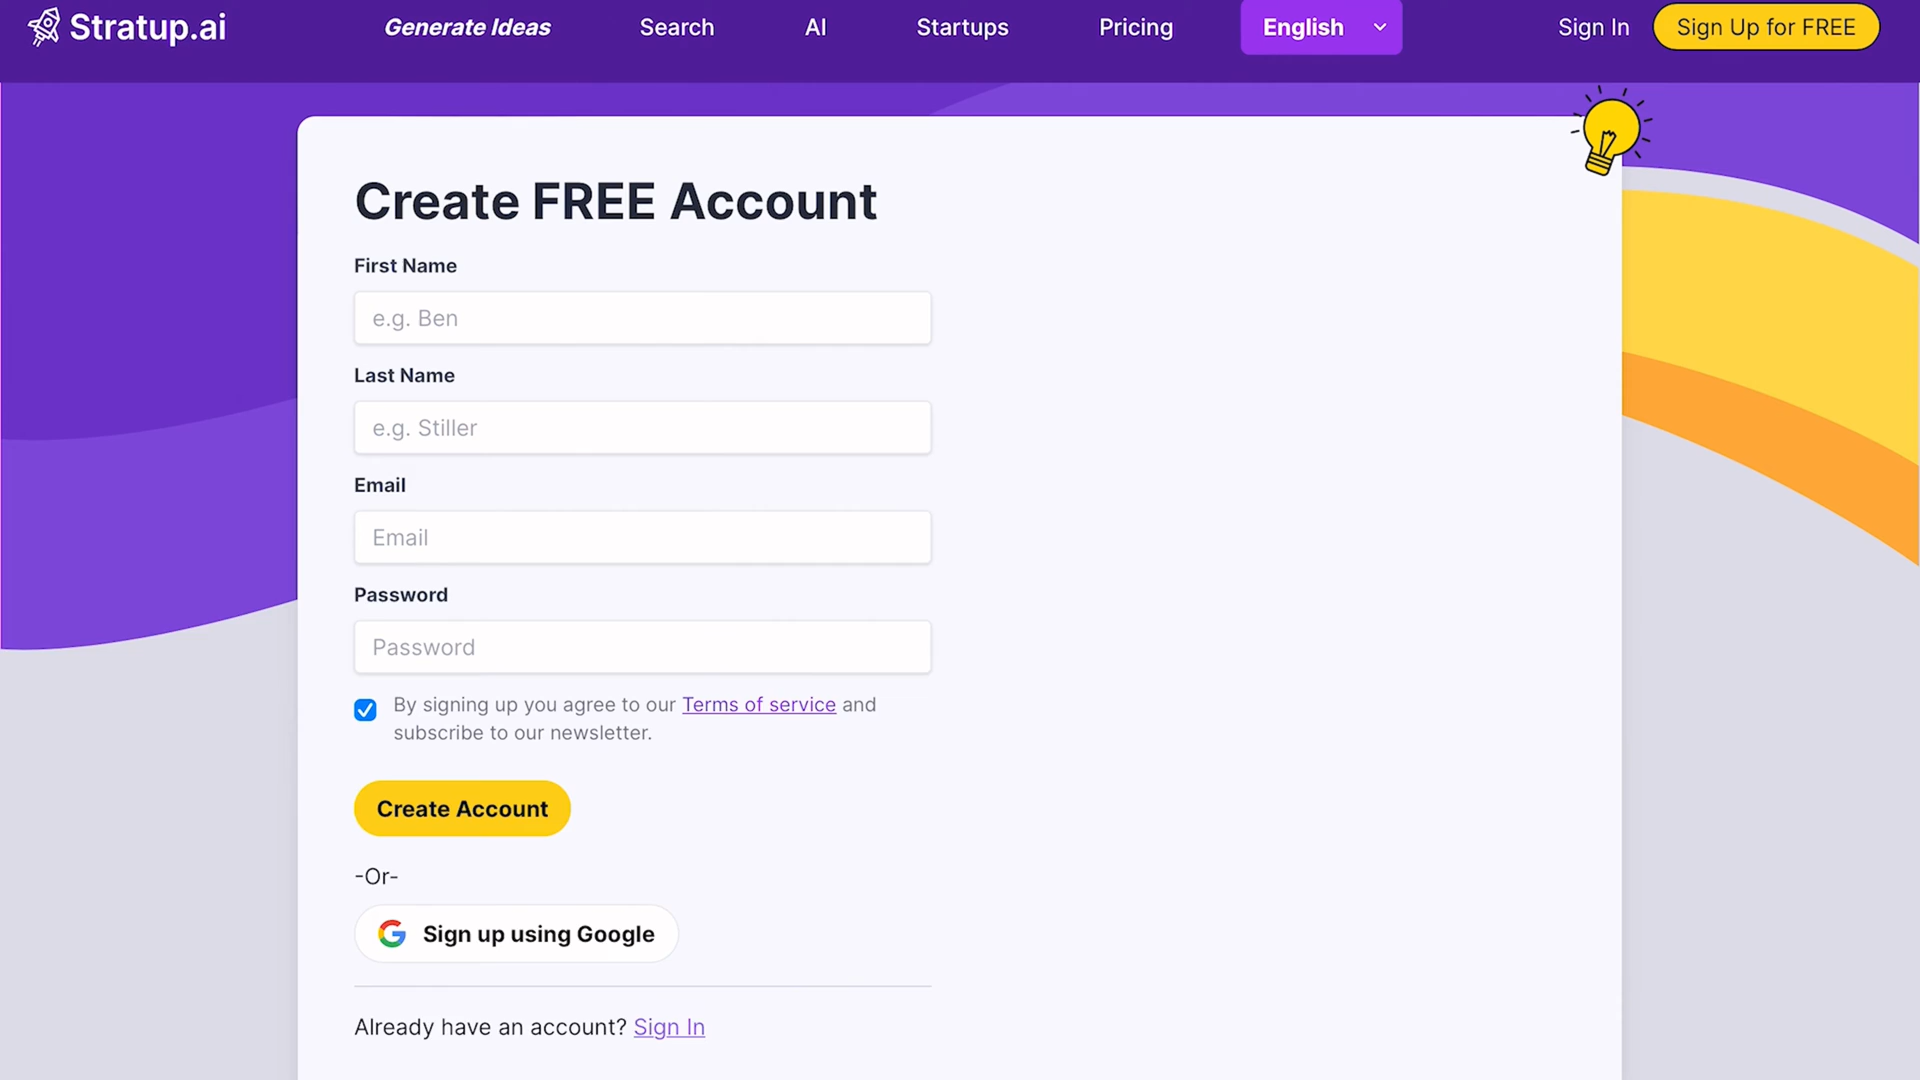 Stratup.ai
Generate Ideas
Search
AI
Startups
Pricing
English
Sign In
Sign Up for FREE
Create FREE Account
First Name
e.g. Ben
Last Name
e.g. Stiller
Email
Email
Password
Password
By signing up you agree to our Terms of service and
subscribe to our newsletter.
Create Account
-Or-
Sign up using Google
Already have an account? Sign In